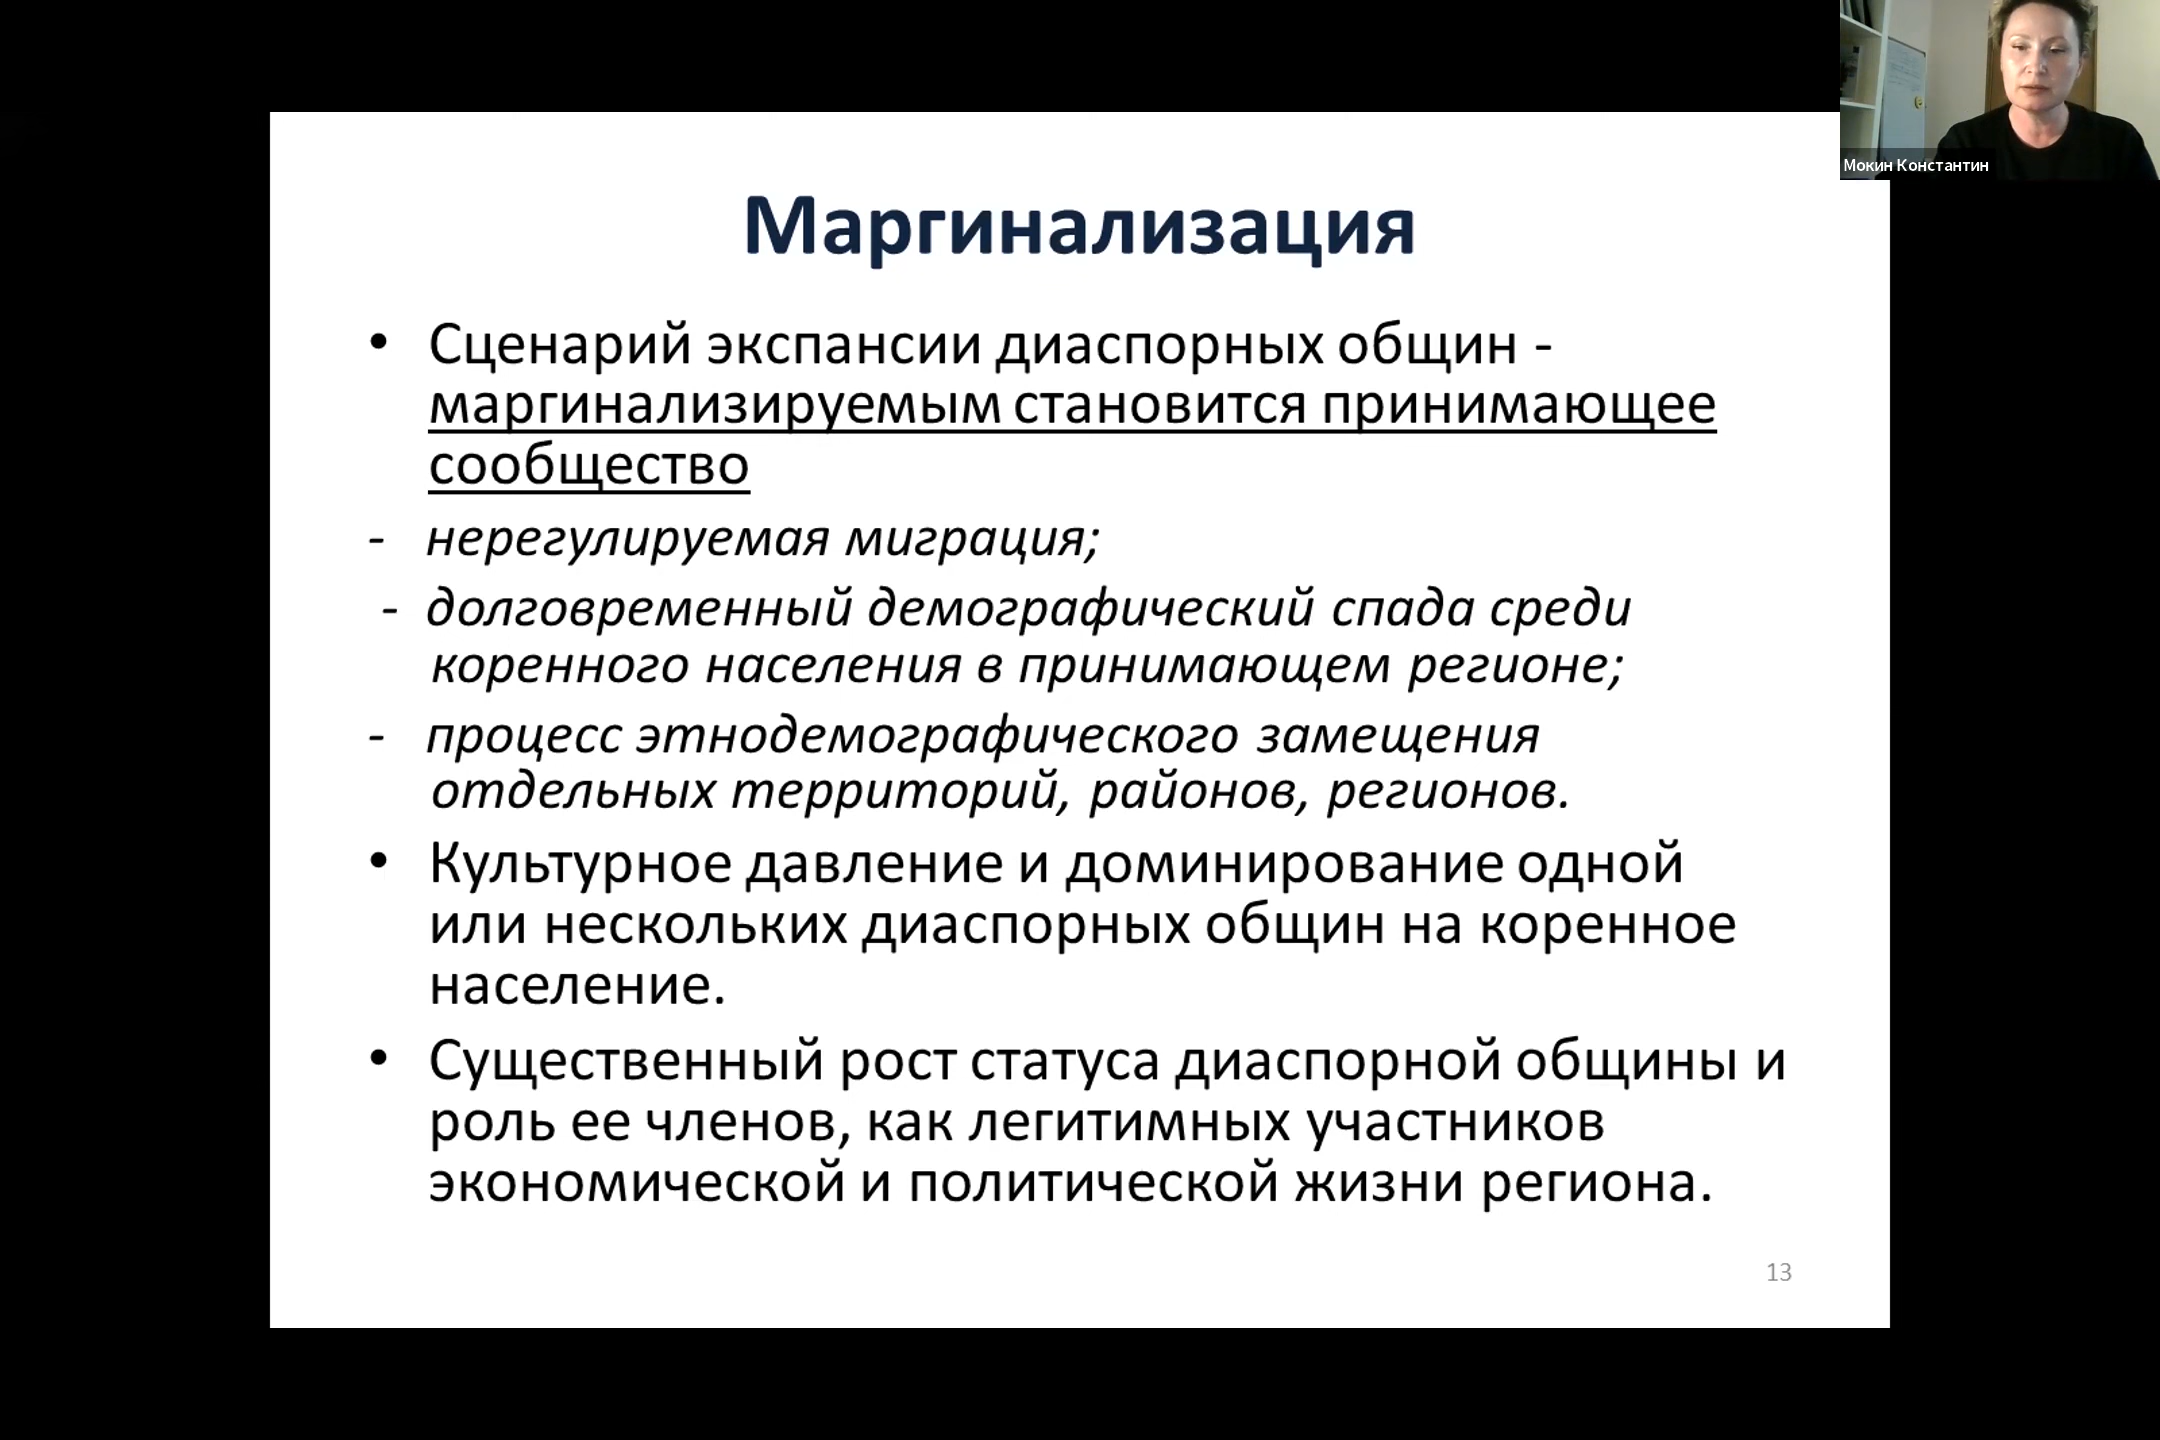 Мокин Константин
Маргинализация
• Сценарий экспансии диаспорных общин -
маргинализируемым становится принимающее
сообщество
- нерегулируемая миграция;
- долговременный демографический спада среди
коренного населения в принимающем регионе;
- процесс этнодемографического замещения
отдельных территорий, районов, регионов.
• Культурное давление и доминирование одной
или нескольких диаспорных общин на коренное
население.
• Существенный рост статуса диаспорной общины и
роль ее членов, как легитимных участников
экономической и политической жизни региона.
13